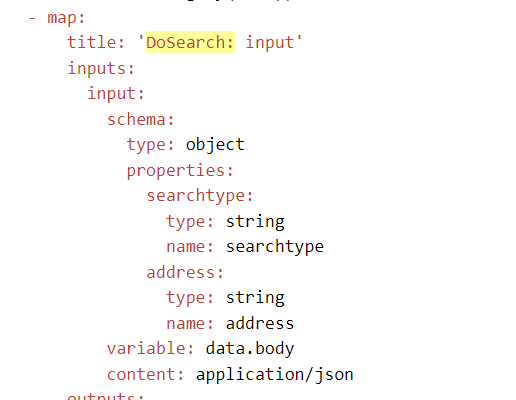 - map:
title: 'DoSearch: input'
inputs:
input:
schema:
type: object
properties:
searchtype:
type: string
name: searchtype
address:
type: string
name: address
variable: data.body
content: application/json
outputs: